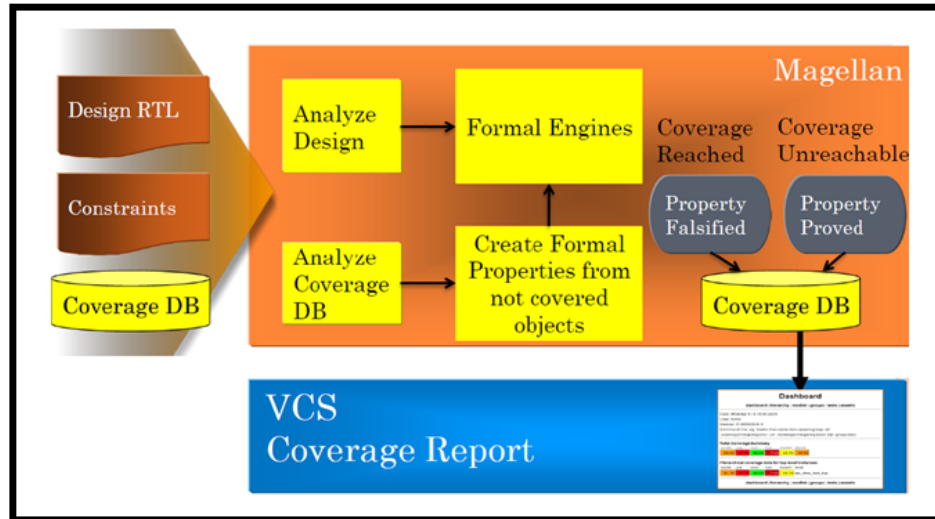 Magellan
Design RTL
Constraints
Coverage DB
Analyze
Design
Formal Engines
Analyze
Coverage
DB
Create Formal
Properties from
not covered
objects
Coverage
Reached
Coverage
Unreachable
Property
Falsified
Property
Proved
Coverage DB
VCS
Coverage Report
Dashboard